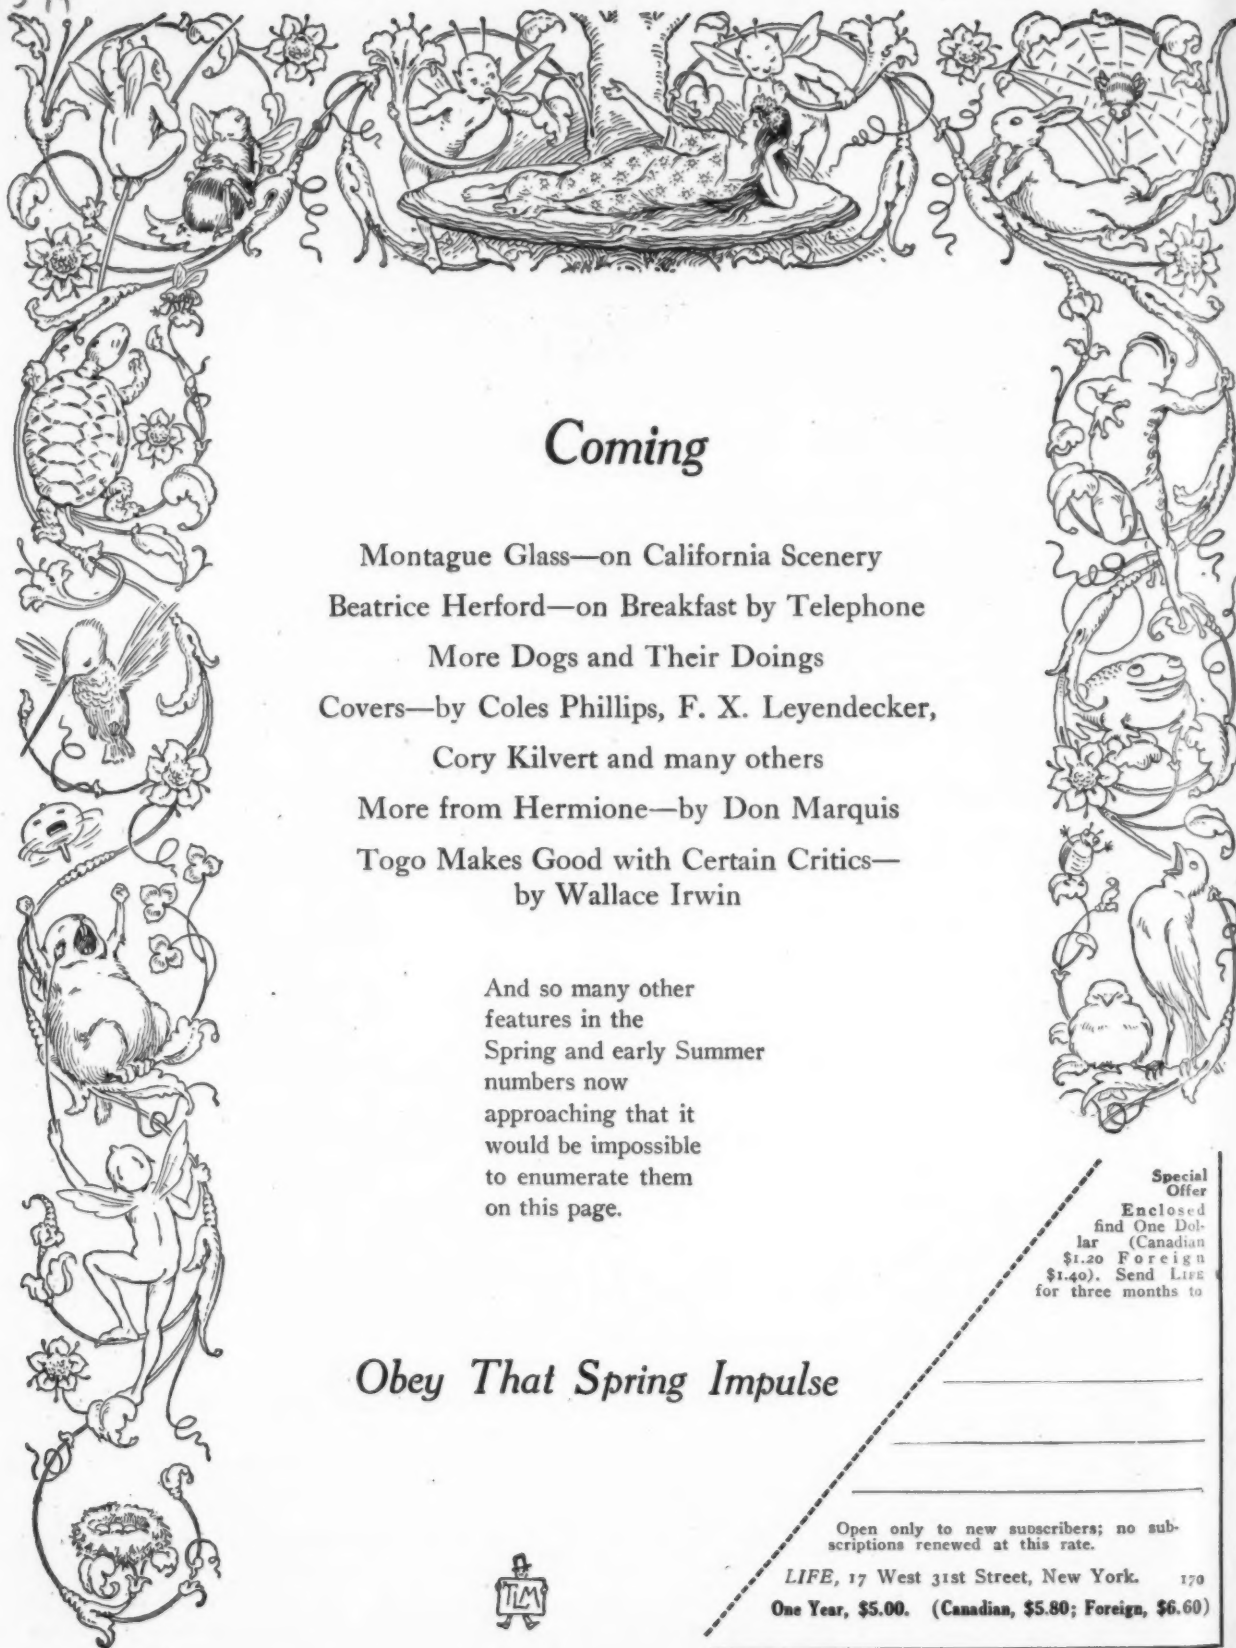 Coming
Montague Glass—on California Scenery
Beatrice Herford—on Breakfast by Telephone
More Dogs and Their Doings
Covers—by Coles Phillips, F. X. Leyendecker,
Cory Kilvert and many others
More from Hermione—by Don Marquis
Togo Makes Good with Certain Critics—
by Wallace Irwin
And so many other
features in the
Spring and early Summer
numbers now
approaching that it
would be impossible
to enumerate them
on this page.
Obey That Spring Impulse
TLM
Special
Offer
Enclosed
find One Dol-
lar (Canadian
$1.20 Foreign
$1.40). Send LIFE
for three months to
Open only to new subscribers; no sub-
scriptions renewed at this rate.
LIFE, 17 West 31st Street, New York. 170
One Year, $5.00. (Canadian, $5.80; Foreign, $6.60)